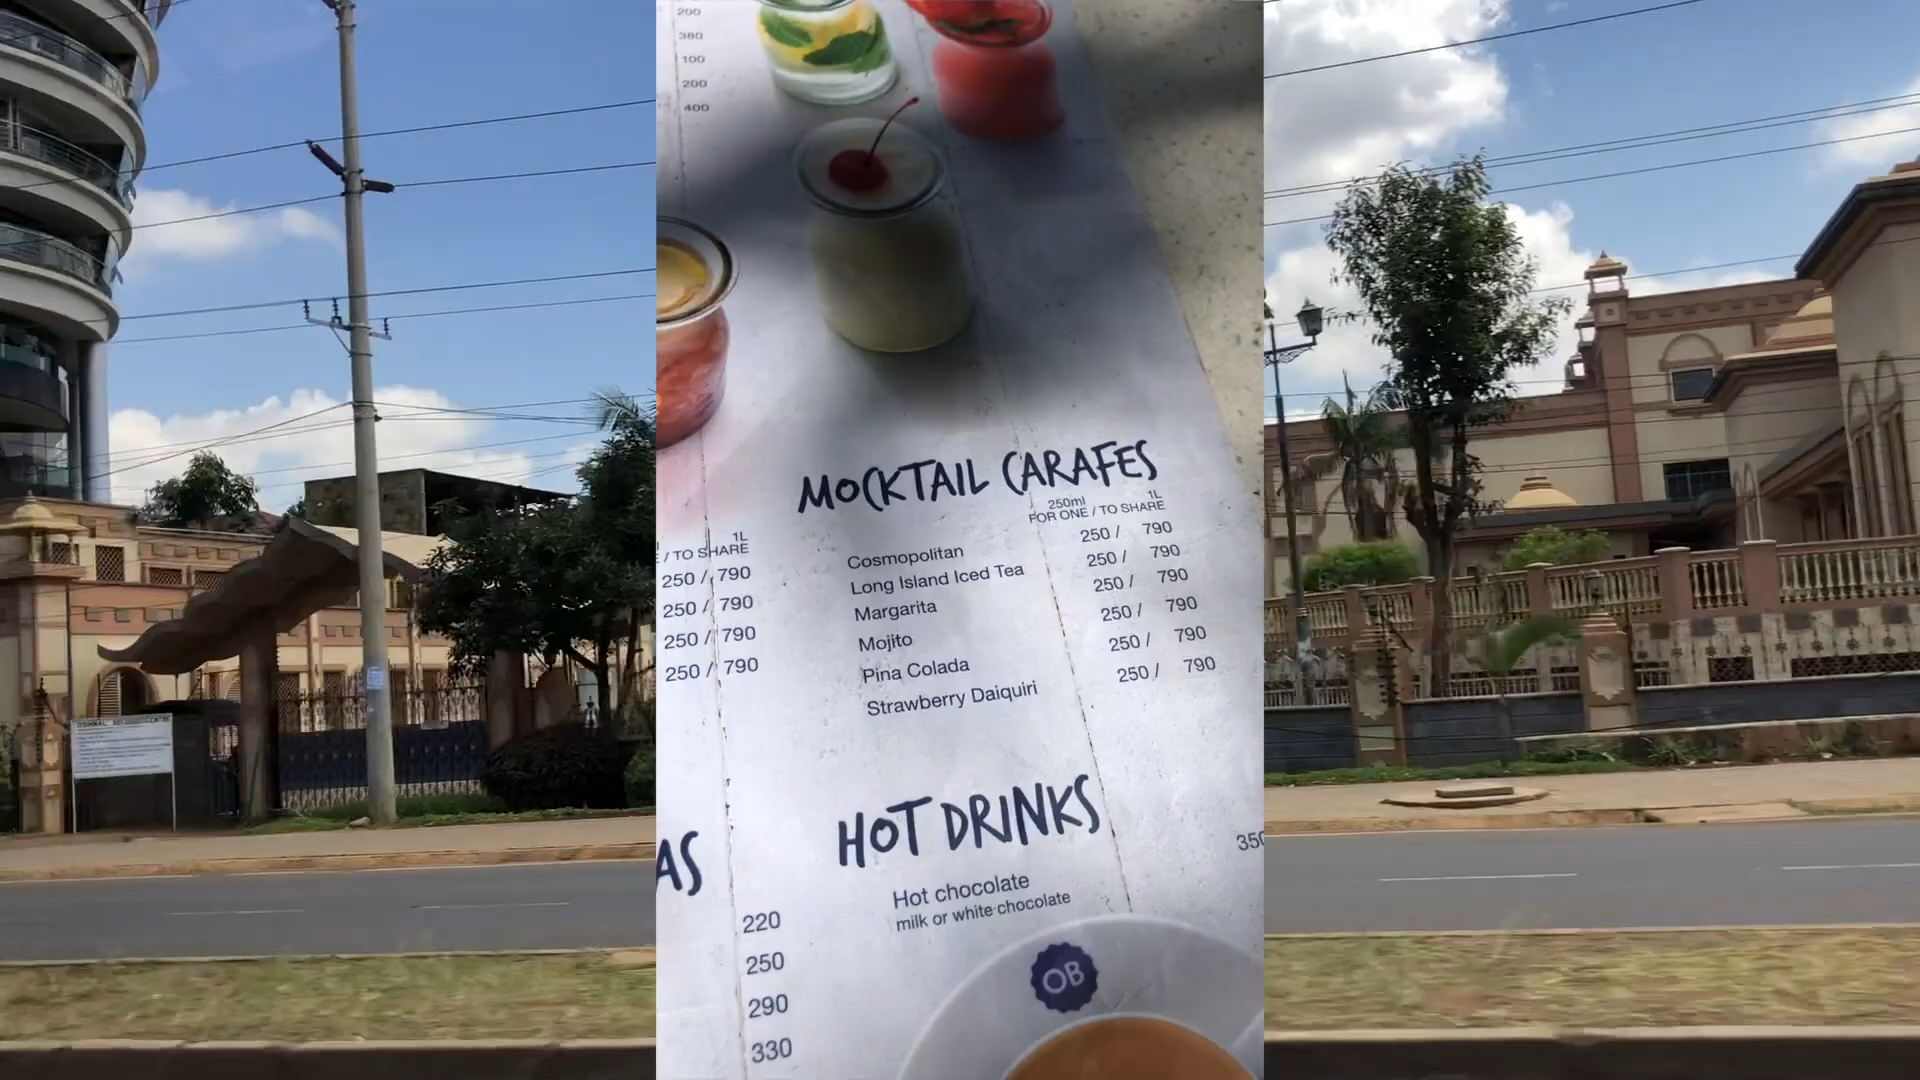 200
380
100
200
400
MOCKTAIL CARAFES
250ml 1L
FOR ONE / TO SHARE
1L
/ TO SHARE
250 / 790
250 / 790
250 / 790
250 / 790
Cosmopolitan 250 / 790
Long Island Iced Tea 250 / 790
Margarita 250 / 790
Mojito 250 / 790
Pina Colada 250 / 790
Strawberry Daiquiri 250 / 790
HOT DRINKS
AS
350
Hot chocolate
milk or white chocolate
220
250
290
330
OB